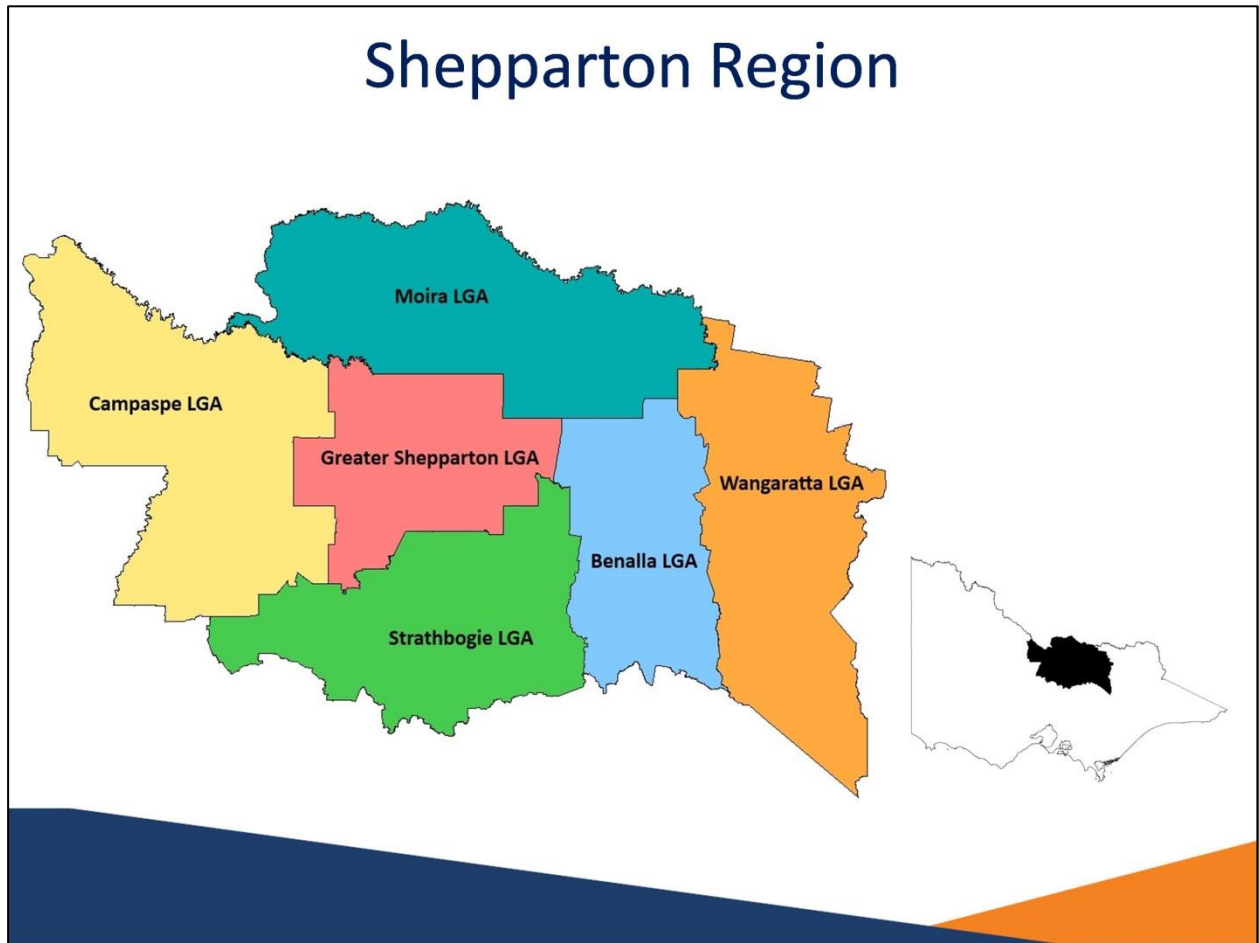 Shepparton Region
Moira LGA
Campaspe LGA
Greater Shepparton LGA
Wangaratta LGA
Benalla LGA
Strathbogie LGA